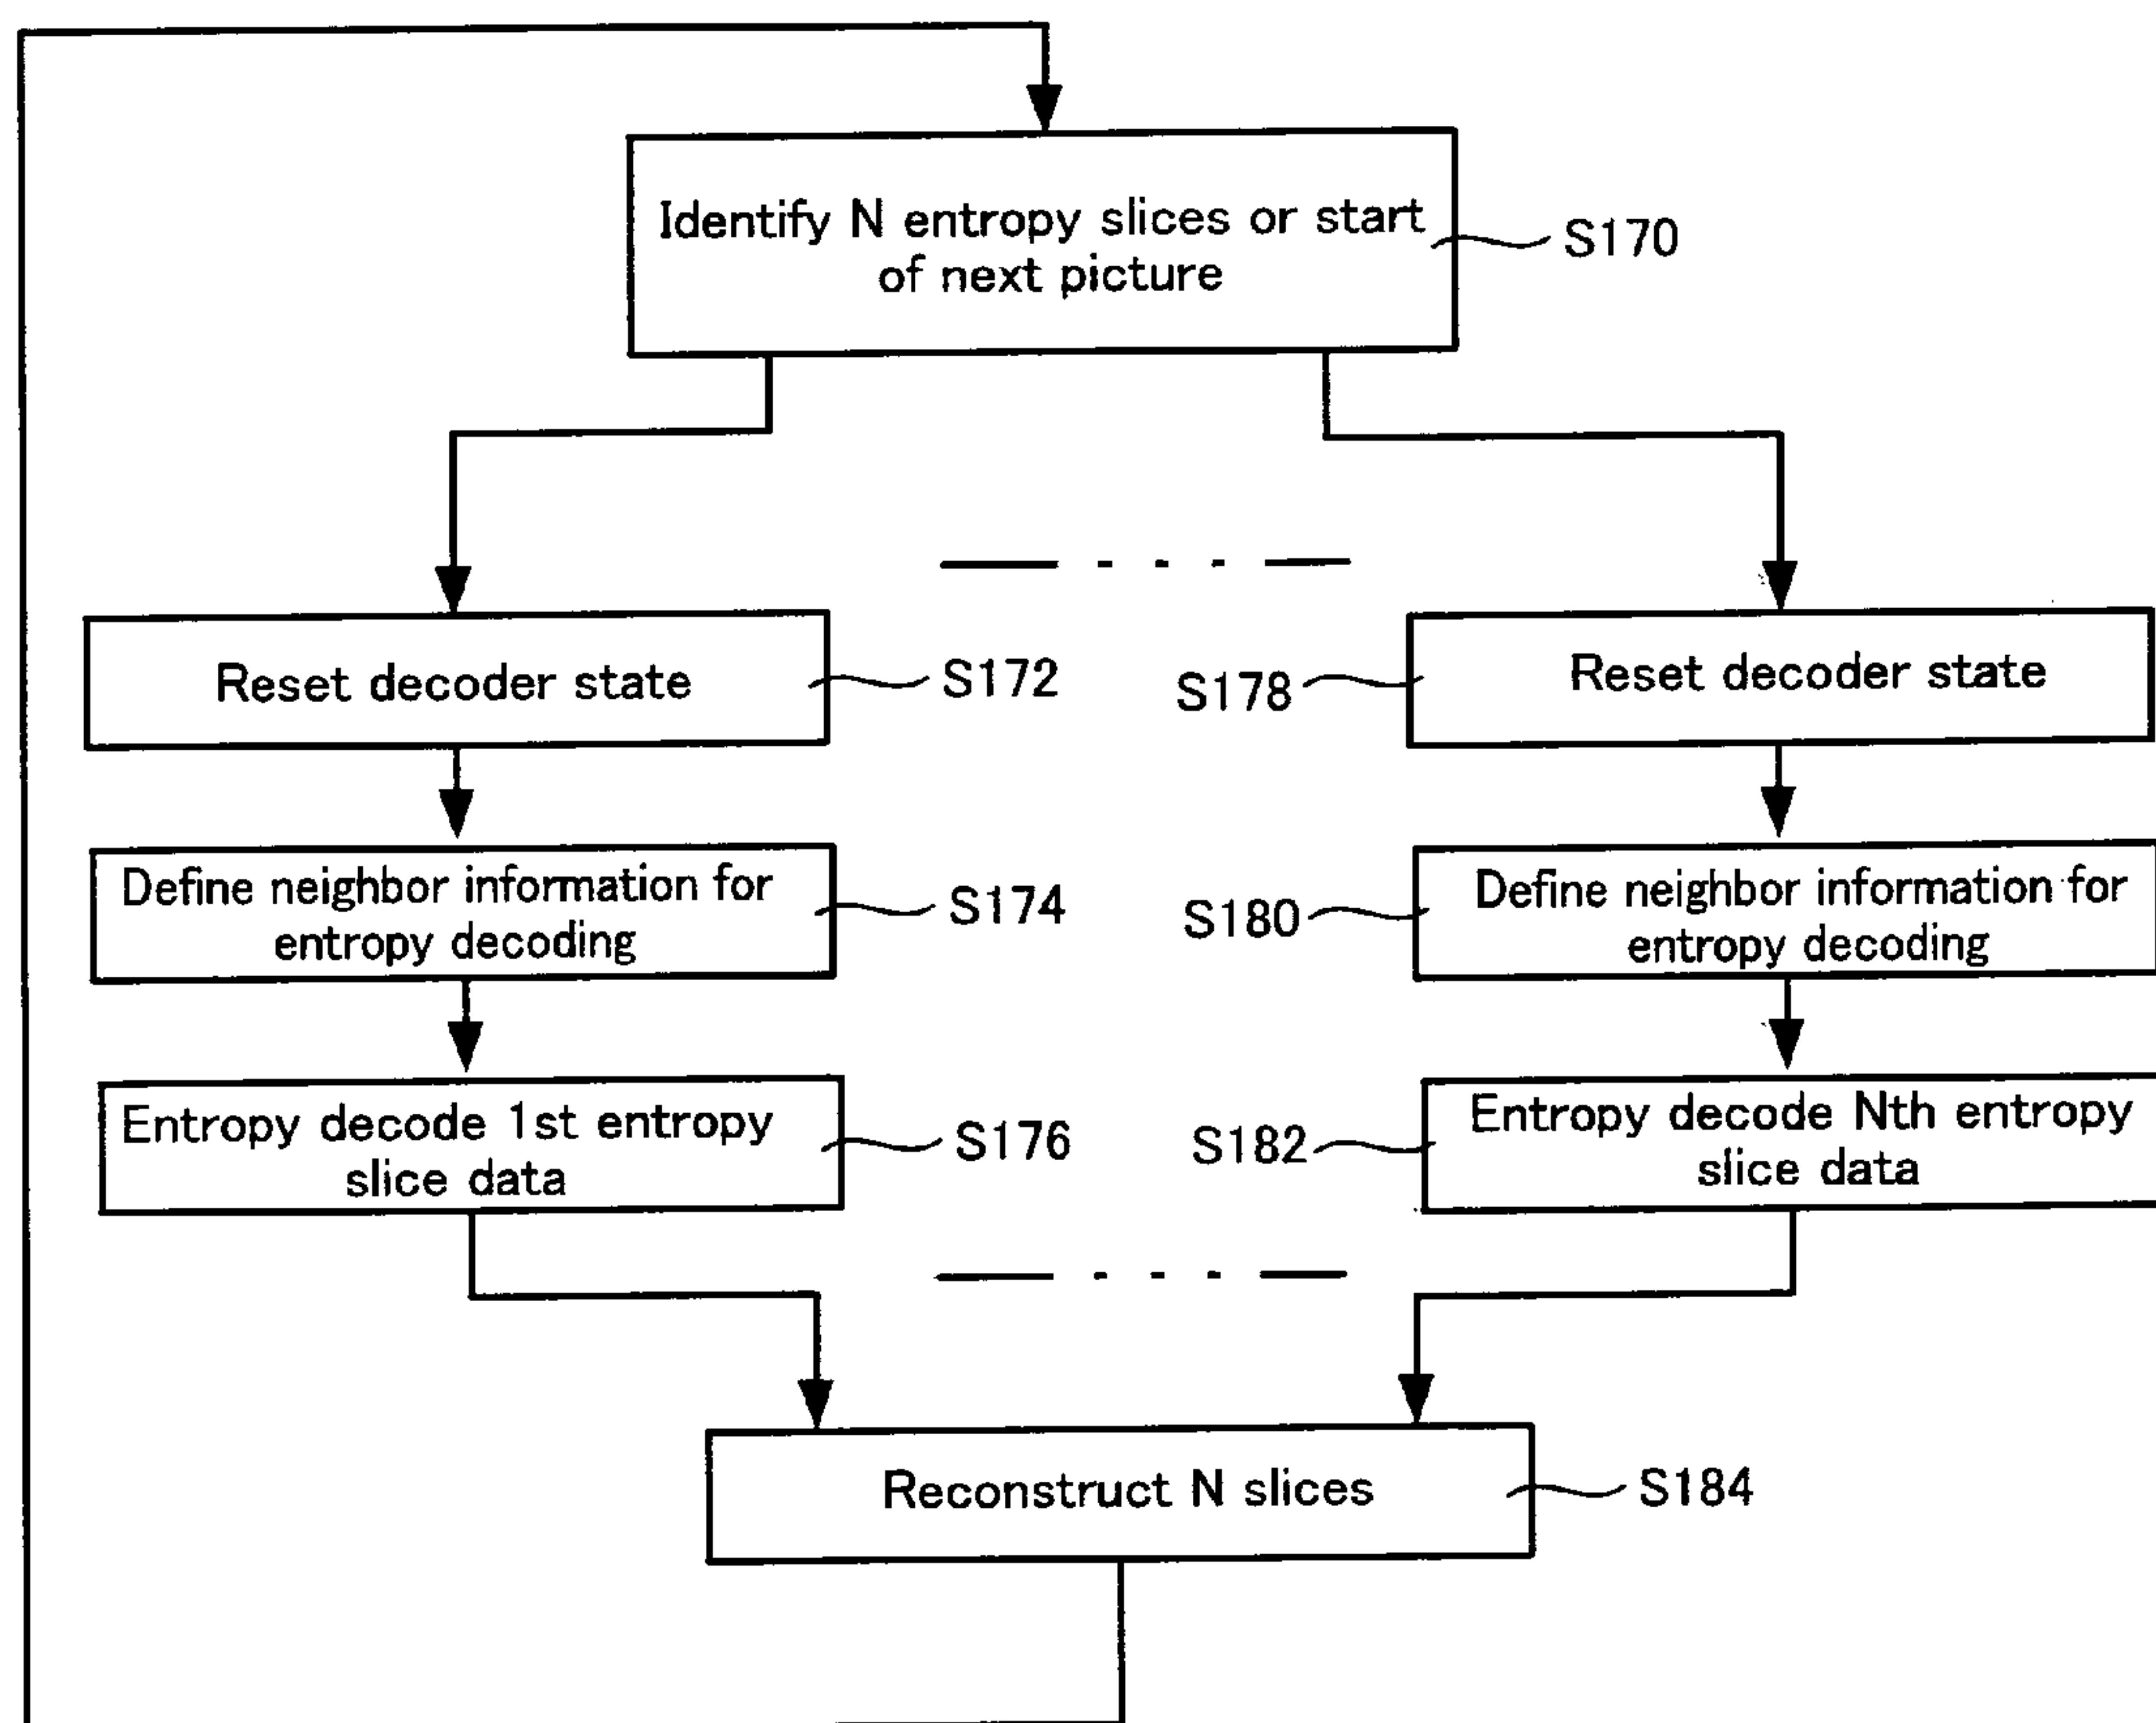 Identify N entropy slices or start
of next picture
S170
Reset decoder state
S172
S178
Reset decoder state
Define neighbor information for
entropy decoding
S174
S180
Define neighbor information for
entropy decoding
Entropy decode 1st entropy
slice data
S176
S182
Entropy decode Nth entropy
slice data
Reconstruct N slices
S184